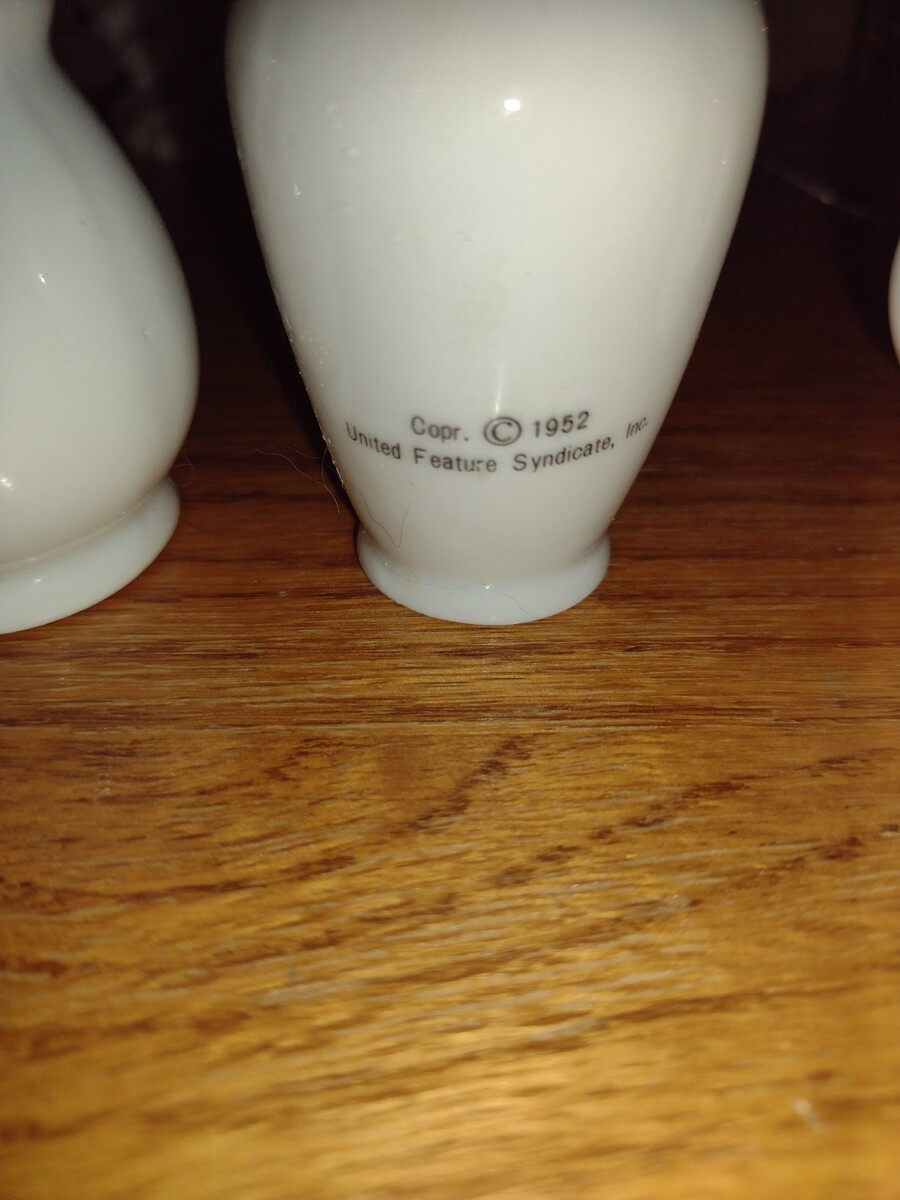 Copr. © 1952
United Feature Syndicate, Inc.